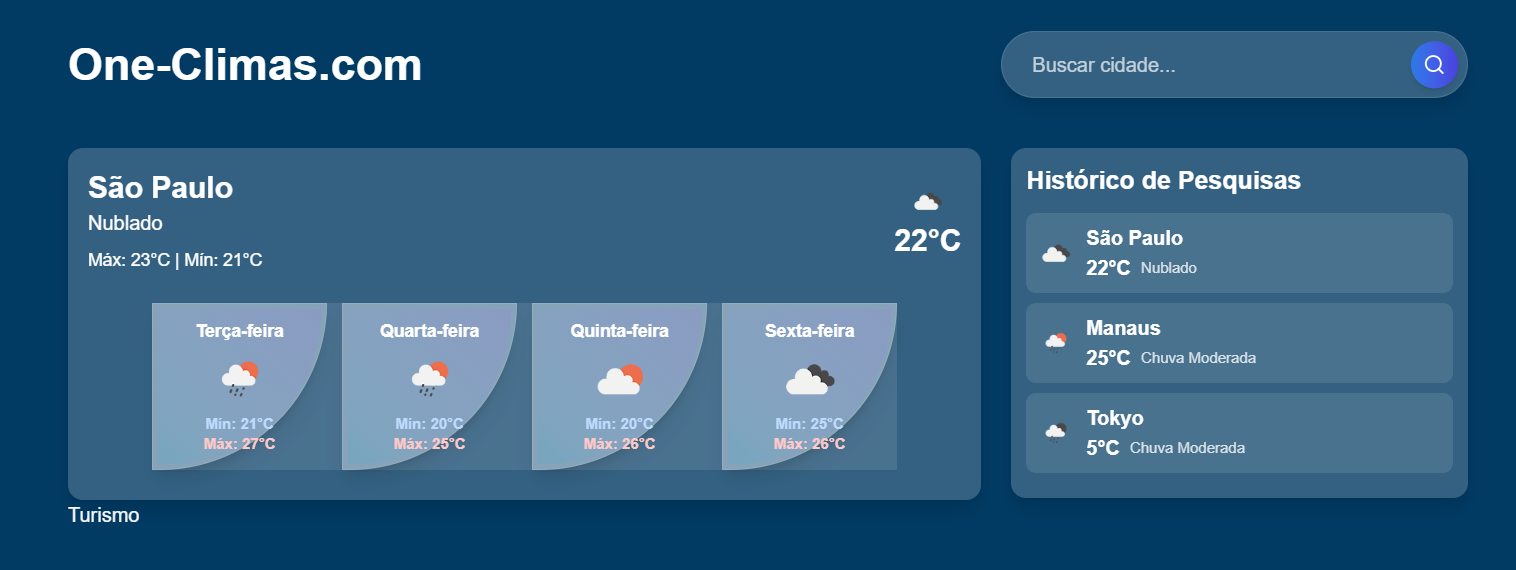 One-Climas.com
Buscar cidade...
São Paulo
Nublado
Máx: 23°C | Mín: 21°C
22°C
Terça-feira
Mín: 21°C
Máx: 27°C
Quarta-feira
Mín: 20°C
Máx: 25°C
Quinta-feira
Mín: 20°C
Máx: 26°C
Sexta-feira
Mín: 25°C
Máx: 26°C
Turismo
Histórico de Pesquisas
São Paulo
22°C Nublado
Manaus
25°C Chuva Moderada
Tokyo
5°C Chuva Moderada